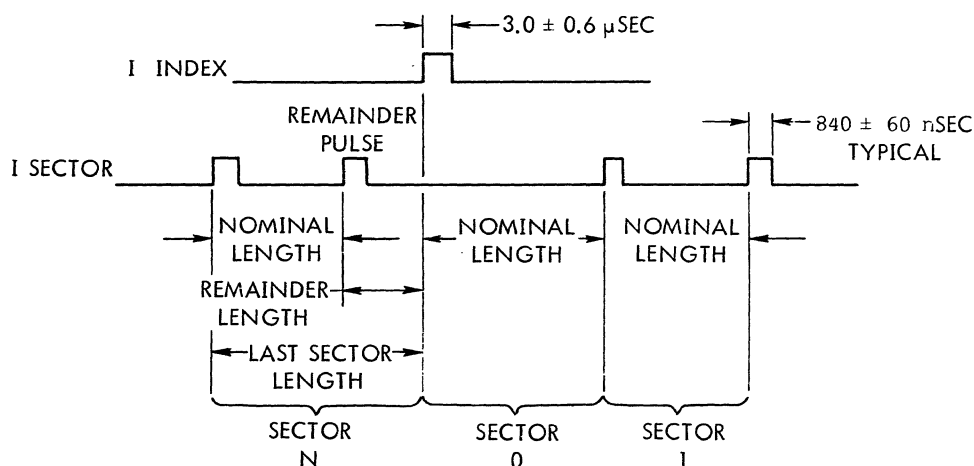 3.0 ± 0.6 µSEC
I INDEX
REMAINDER
PULSE
840 ± 60 nSEC
TYPICAL
I SECTOR
NOMINAL
LENGTH
NOMINAL
LENGTH
NOMINAL
LENGTH
REMAINDER
LENGTH
LAST SECTOR
LENGTH
SECTOR
N
SECTOR
0
SECTOR
1